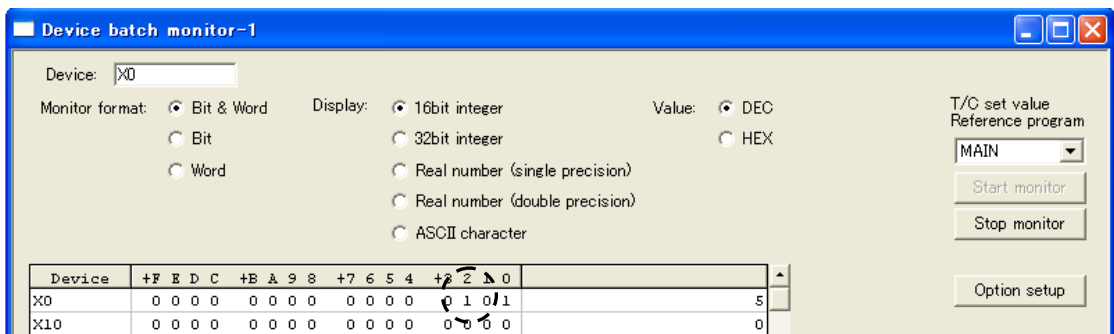 Device batch monitor-1
Device: X0
Monitor format: Bit & Word Display: 16bit integer Value: DEC T/C set value
Reference program
Bit 32bit integer HEX MAIN
Word Real number (single precision) Start monitor
Real number (double precision) Stop monitor
ASCII character
Device +F E D C +B A 9 8 +7 6 5 4 +3 2 1 0
X0 0 0 0 0 0 0 0 0 0 0 0 0 0 1 0 1 5
Option setup
X10 0 0 0 0 0 0 0 0 0 0 0 0 0 0 0 0 0